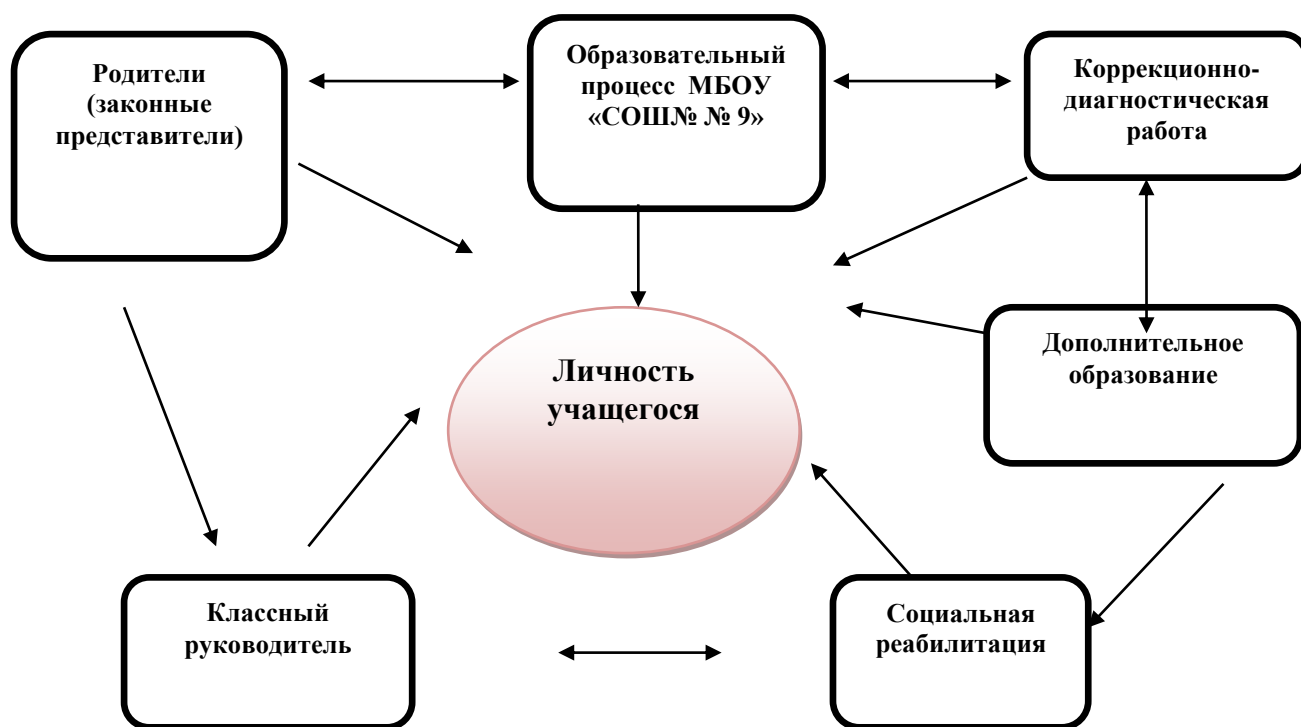 Родители
(законные
представители)
Образовательный
процесс МБОУ
«СОШ№ № 9»
Коррекционно-
диагностическая
работа
Личность
учащегося
Дополнительное
образование
Классный
руководитель
Социальная
реабилитация